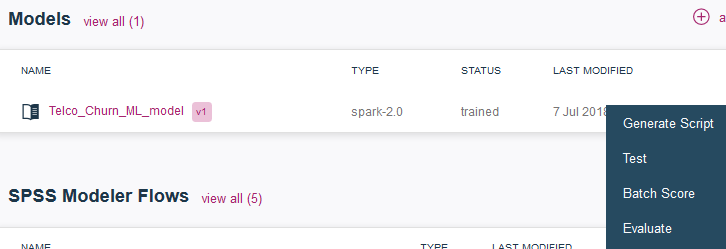 Models view all (1)
a
NAME TYPE STATUS LAST MODIFIED
Telco_Churn_ML_model v1 spark-2.0 trained 7 Jul 2018
Generate Script
Test
Batch Score
Evaluate
SPSS Modeler Flows view all (5)
NAME TYPE LAST MODIFIED